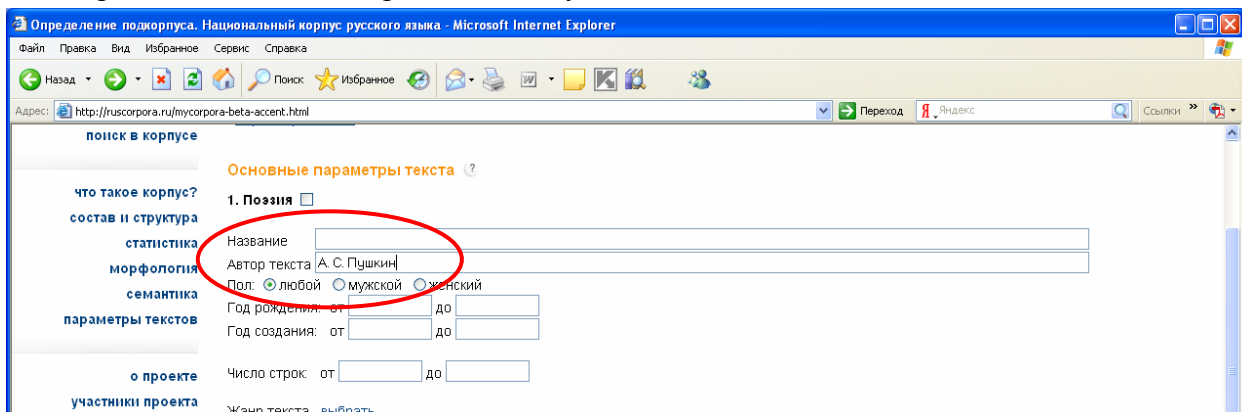 Определение подкорпуса. Национальный корпус русского языка - Microsoft Internet Explorer
Файл Правка Вид Избранное Сервис Справка
Назад Поиск Избранное
Адрес: http://ruscorpora.ru/mycorpora-beta-accent.html Переход Яндекс Ссылки »
поиск в корпусе
Основные параметры текста ?
что такое корпус?
1. Поэзия
состав и структура
статистика
Название
морфология
Автор текста А. С. Пушкин
семантика
Пол: любой мужской женский
параметры текстов
Год рождения: от до
Год создания: от до
о проекте
Число строк: от до
участники проекта
Жанр текста выбрать